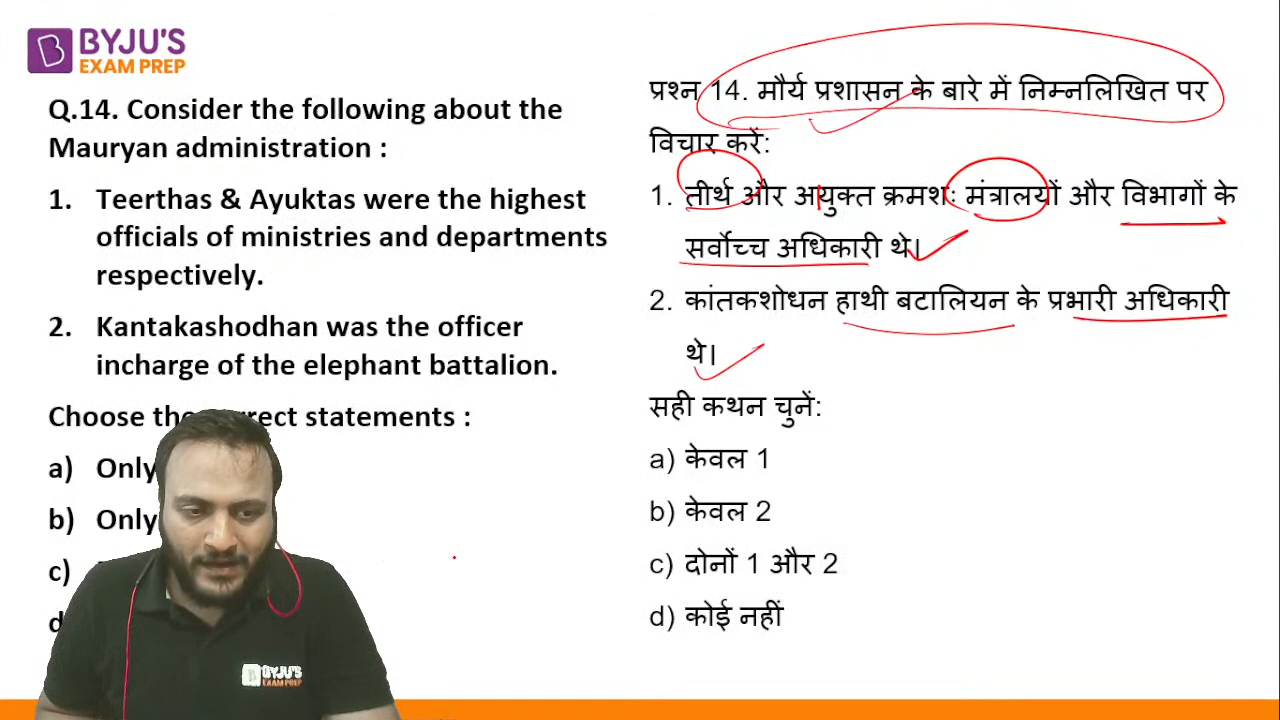 BYJU'S
EXAM PREP
Q.14. Consider the following about the
Mauryan administration :
1. Teerthas & Ayuktas were the highest
officials of ministries and departments
respectively.
2. Kantakashodhan was the officer
incharge of the elephant battalion.
Choose the correct statements :
a) Only
b) Only
c)
d
प्रश्न 14. मौर्य प्रशासन के बारे में निम्नलिखित पर
विचार करें:
1. तीर्थ और अयुक्त क्रमशः मंत्रालयों और विभागों के
सर्वोच्च अधिकारी थे।
2. कांतकशोधन हाथी बटालियन के प्रभारी अधिकारी
थे।
सही कथन चुनें:
a) केवल 1
b) केवल 2
c) दोनों 1 और 2
d) कोई नहीं
BYJU'S
EXAM PREP